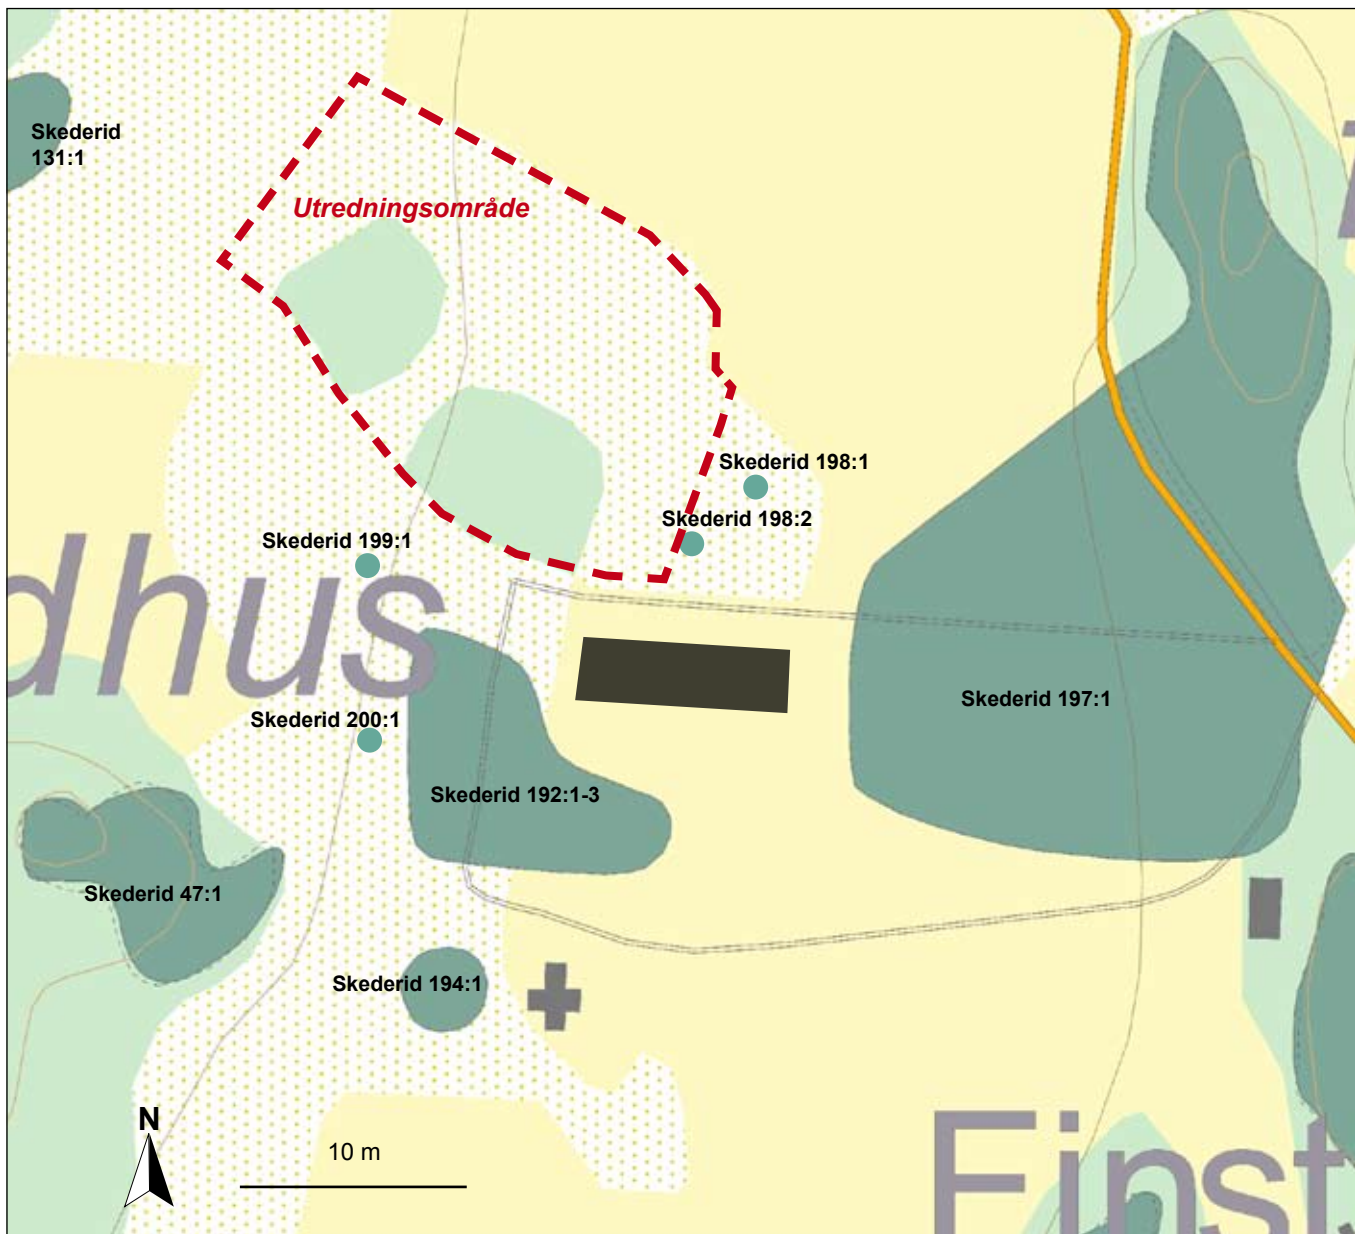 Skederid
131:1
Utredningsområde
Skederid 198:1
Skederid 198:2
Skederid 199:1
dhus
Skederid 197:1
Skederid 200:1
Skederid 192:1-3
Skederid 47:1
Skederid 194:1
N
10 m
Finst